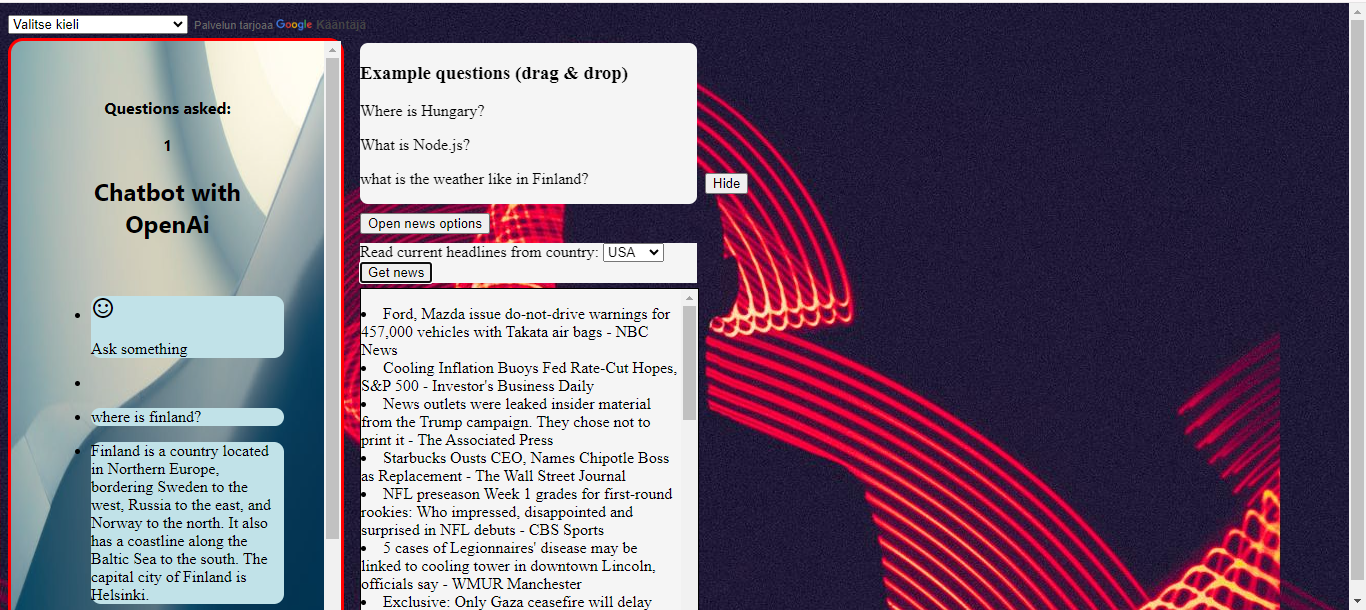 Valitse kieli
Palvelun tarjoaa Google Kääntäjä
Questions asked:
1
Chatbot with
OpenAi
Ask something
where is finland?
Finland is a country located
in Northern Europe,
bordering Sweden to the
west, Russia to the east, and
Norway to the north. It also
has a coastline along the
Baltic Sea to the south. The
capital city of Finland is
Helsinki.
Example questions (drag & drop)
Where is Hungary?
What is Node.js?
what is the weather like in Finland?
Hide
Open news options
Read current headlines from country: USA
Get news
Ford, Mazda issue do-not-drive warnings for
457,000 vehicles with Takata air bags - NBC
News
Cooling Inflation Buoys Fed Rate-Cut Hopes,
S&P 500 - Investor's Business Daily
News outlets were leaked insider material
from the Trump campaign. They chose not to
print it - The Associated Press
Starbucks Ousts CEO, Names Chipotle Boss
as Replacement - The Wall Street Journal
NFL preseason Week 1 grades for first-round
rookies: Who impressed, disappointed and
surprised in NFL debuts - CBS Sports
5 cases of Legionnaires' disease may be
linked to cooling tower in downtown Lincoln,
officials say - WMUR Manchester
Exclusive: Only Gaza ceasefire will delay